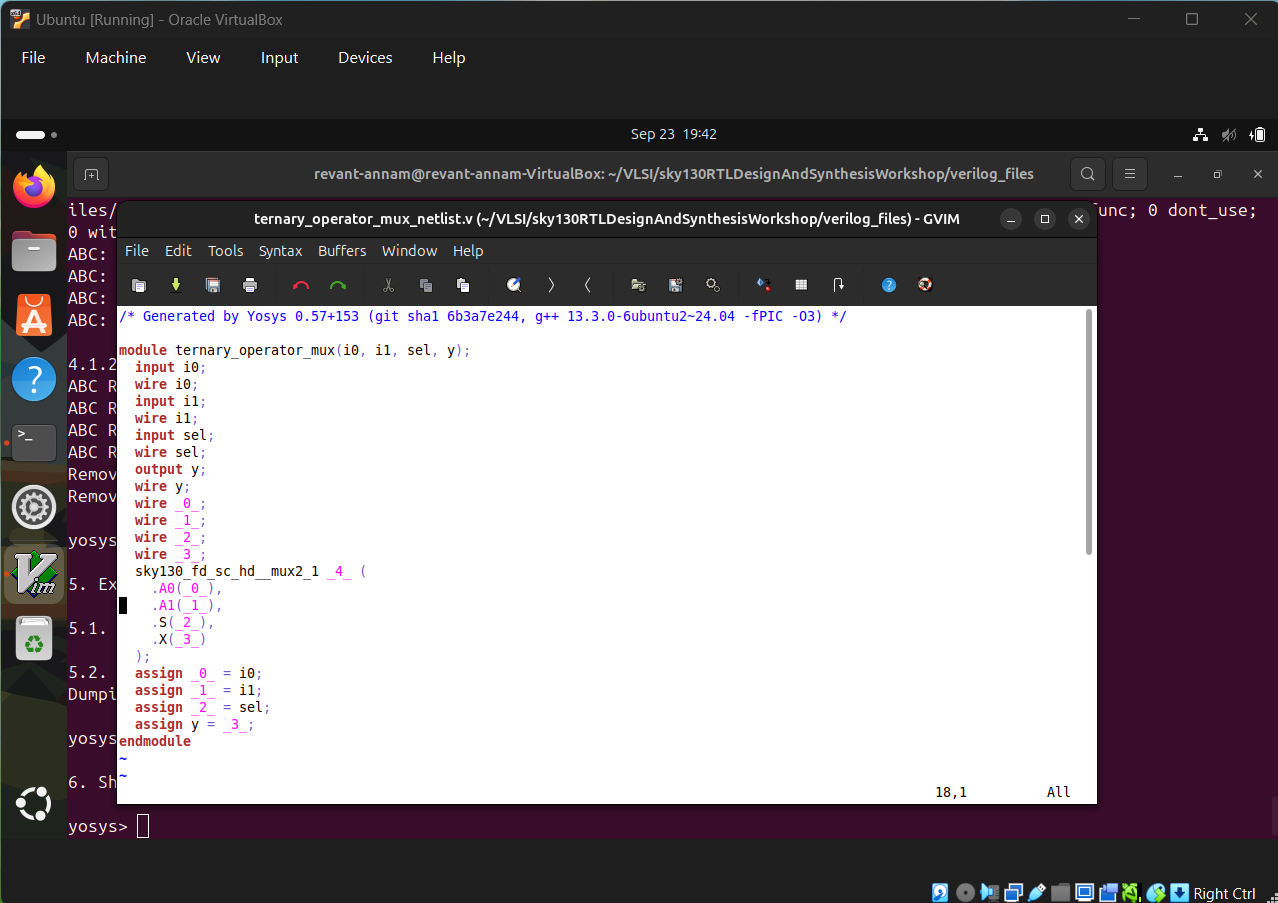 Ubuntu [Running] - Oracle VirtualBox
File Machine View Input Devices Help
Sep 23 19:42
revant-annam@revant-annam-VirtualBox: ~/VLSI/sky130RTLDesignAndSynthesisWorkshop/verilog_files
iles/
unc; 0 dont_use;
0 wit
ABC:
ABC:
ABC:
ABC:
4.1.2
ABC R
ABC R
ABC R
ABC R
Remov
Remov
yosys
5. Ex
5.1.
5.2.
Dumpi
yosys
6. Sh
yosys>
ternary_operator_mux_netlist.v (~/VLSI/sky130RTLDesignAndSynthesisWorkshop/verilog_files) - GVIM
File Edit Tools Syntax Buffers Window Help
/* Generated by Yosys 0.57+153 (git sha1 6b3a7e244, g++ 13.3.0-6ubuntu2~24.04 -fPIC -O3) */
module ternary_operator_mux(i0, i1, sel, y);
input i0;
wire i0;
input i1;
wire i1;
input sel;
wire sel;
output y;
wire y;
wire _0_;
wire _1_;
wire _2_;
wire _3_;
sky130_fd_sc_hd__mux2_1 _4_ (
.A0(_0_),
.A1(_1_),
.S(_2_),
.X(_3_)
);
assign _0_ = i0;
assign _1_ = i1;
assign _2_ = sel;
assign y = _3_;
endmodule
~
~
18,1 All
Right Ctrl